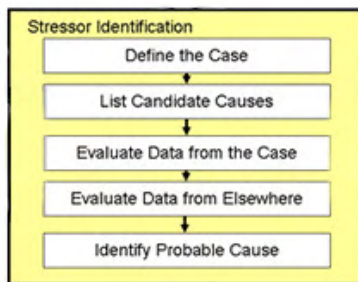 Stressor Identification
Define the Case
List Candidate Causes
Evaluate Data from the Case
Evaluate Data from Elsewhere
Identify Probable Cause